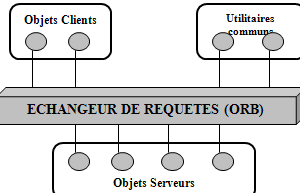 Objets Clients
Utilitaires
communs
ECHANGEUR DE REQUETES (ORB)
Objets Serveurs